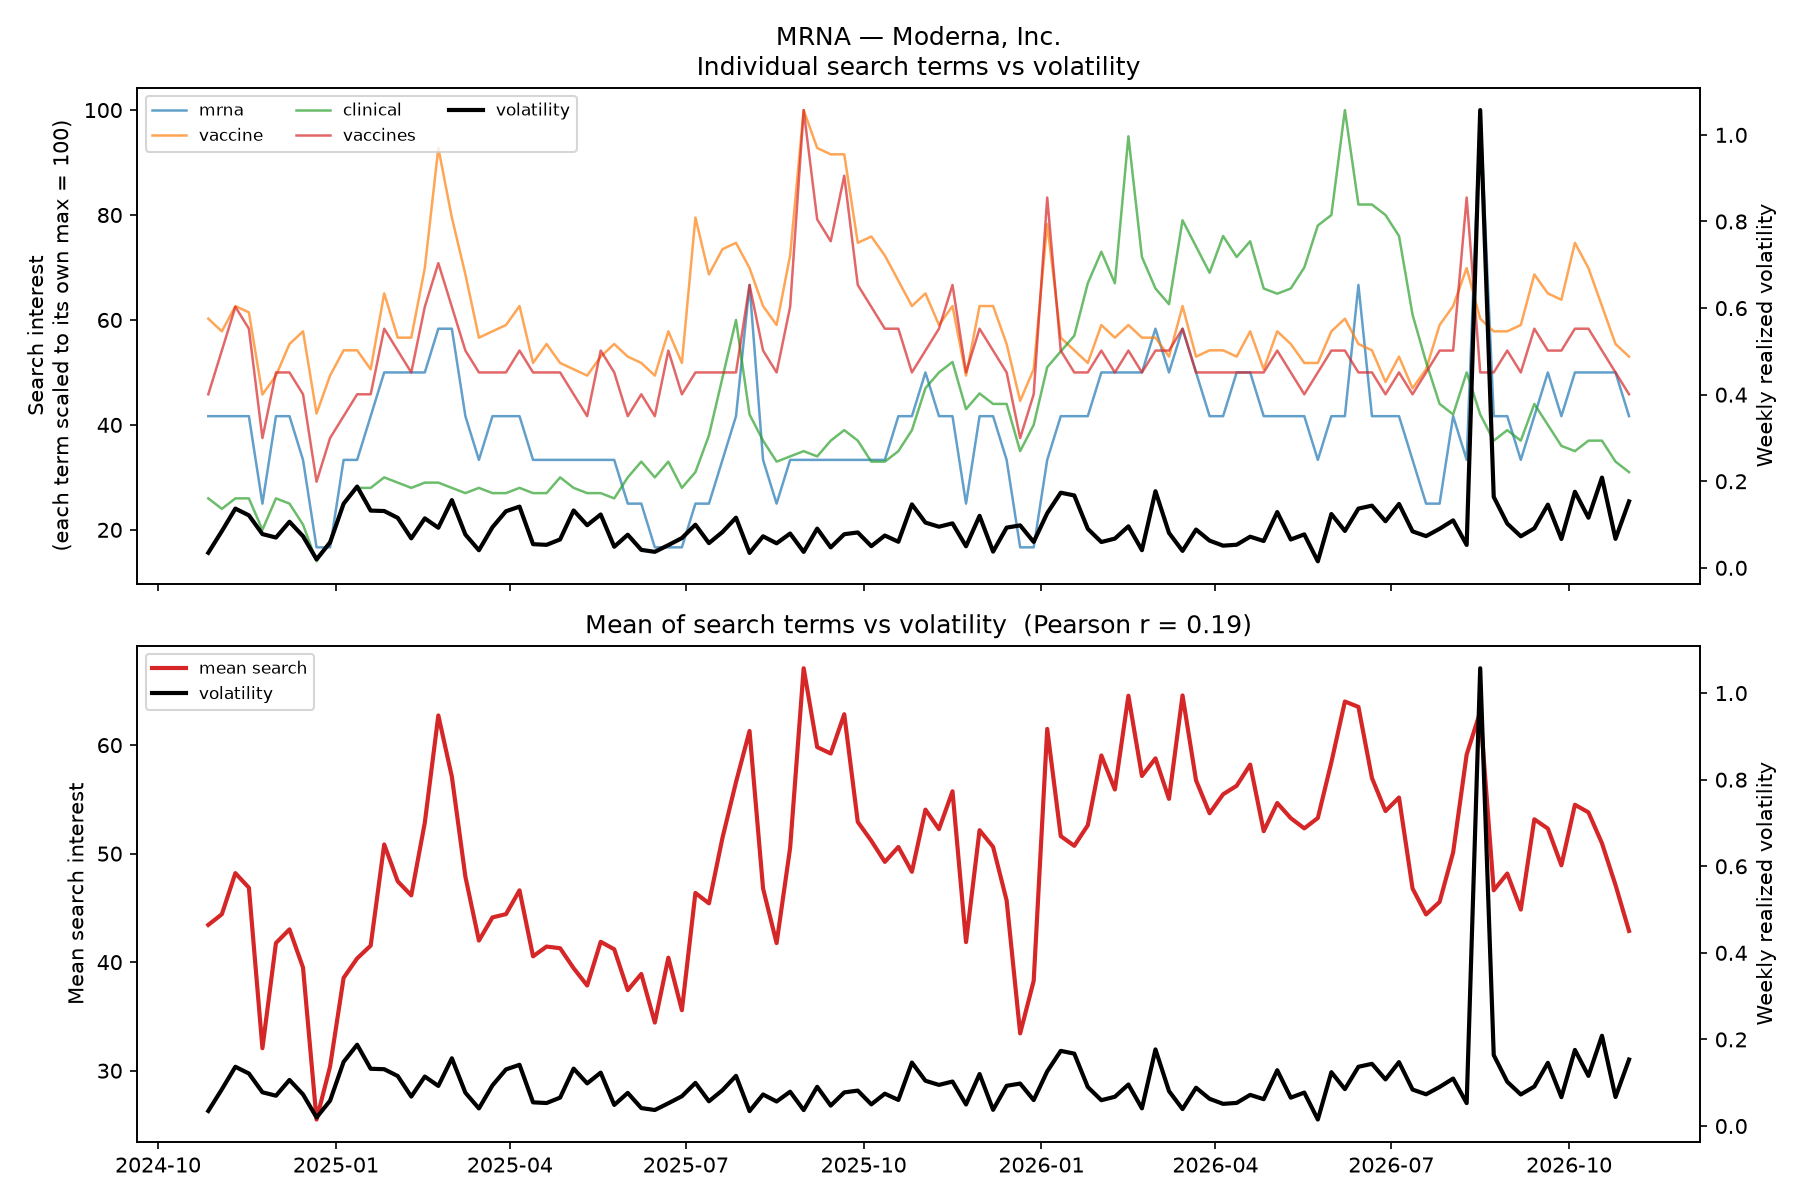 MRNA — Moderna, Inc.
Individual search terms vs volatility
mrna
vaccine
clinical
vaccines
volatility
Search interest
(each term scaled to its own max = 100)
100
80
60
40
20
1.0
0.8
0.6
0.4
0.2
0.0
Weekly realized volatility
Mean of search terms vs volatility  (Pearson r = 0.19)
mean search
volatility
Mean search interest
60
50
40
30
1.0
0.8
0.6
0.4
0.2
0.0
Weekly realized volatility
2024-10
2025-01
2025-04
2025-07
2025-10
2026-01
2026-04
2026-07
2026-10